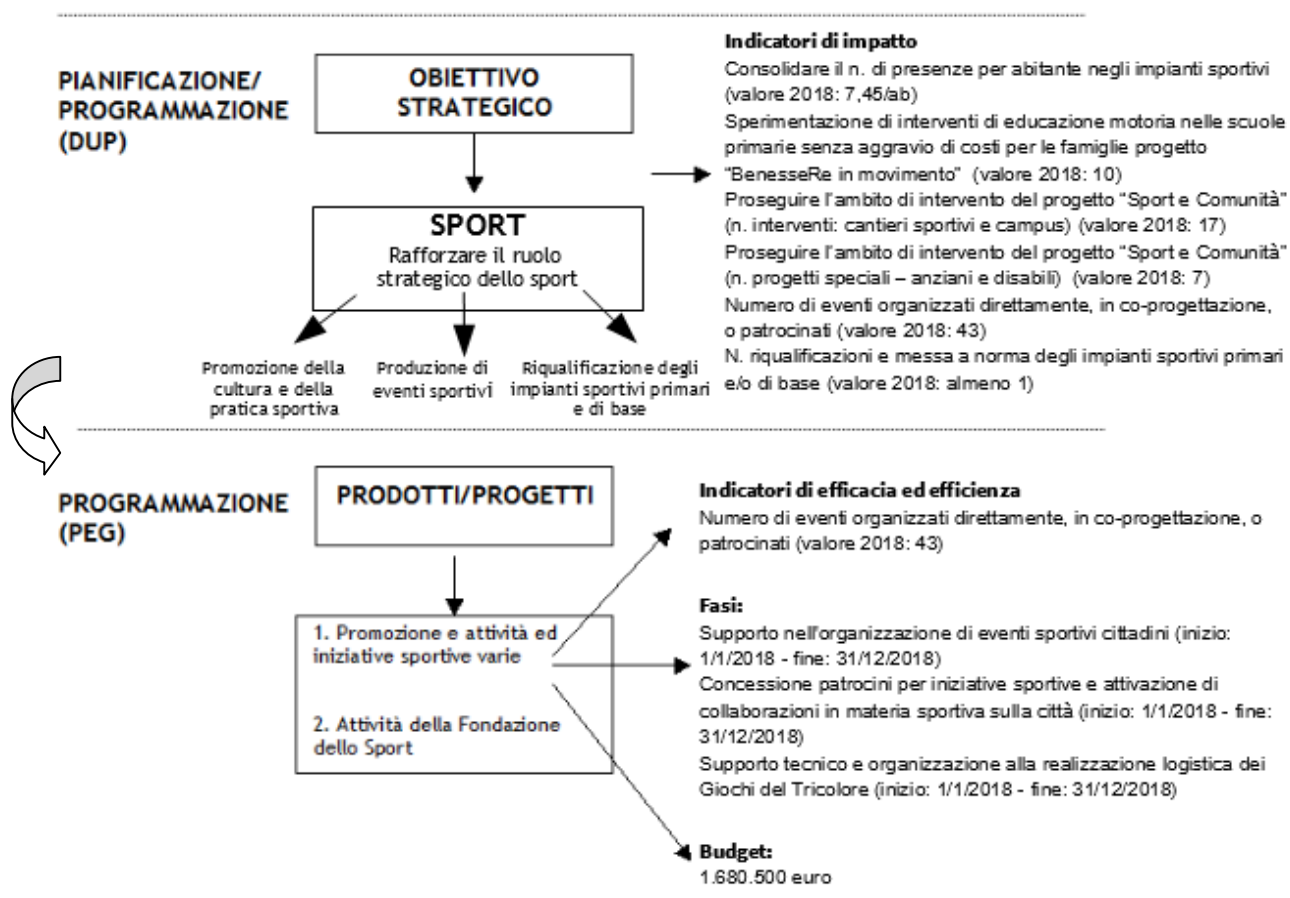 PIANIFICAZIONE/
PROGRAMMAZIONE
(DUP)
OBIETTIVO
STRATEGICO
SPORT
Rafforzare il ruolo
strategico dello sport
Promozione della
cultura e della
pratica sportiva
Produzione di
eventi sportivi
Riqualificazione degli
impianti sportivi primari
e di base
Indicatori di impatto
Consolidare il n. di presenze per abitante negli impianti sportivi
(valore 2018: 7,45/ab)
Sperimentazione di interventi di educazione motoria nelle scuole
primarie senza aggravio di costi per le famiglie progetto
"BenesseRe in movimento" (valore 2018: 10)
Proseguire l'ambito di intervento del progetto "Sport e Comunità"
(n. interventi: cantieri sportivi e campus) (valore 2018: 17)
Proseguire l'ambito di intervento del progetto "Sport e Comunità"
(n. progetti speciali – anziani e disabili) (valore 2018: 7)
Numero di eventi organizzati direttamente, in co-progettazione,
o patrocinati (valore 2018: 43)
N. riqualificazioni e messa a norma degli impianti sportivi primari
e/o di base (valore 2018: almeno 1)
PROGRAMMAZIONE
(PEG)
PRODOTTI/PROGETTI
1. Promozione e attività ed
iniziative sportive varie
2. Attività della Fondazione
dello Sport
Indicatori di efficacia ed efficienza
Numero di eventi organizzati direttamente, in co-progettazione, o
patrocinati (valore 2018: 43)
Fasi:
Supporto nell'organizzazione di eventi sportivi cittadini (inizio:
1/1/2018 - fine: 31/12/2018)
Concessione patrocini per iniziative sportive e attivazione di
collaborazioni in materia sportiva sulla città (inizio: 1/1/2018 - fine:
31/12/2018)
Supporto tecnico e organizzazione alla realizzazione logistica dei
Giochi del Tricolore (inizio: 1/1/2018 - fine: 31/12/2018)
Budget:
1.680.500 euro